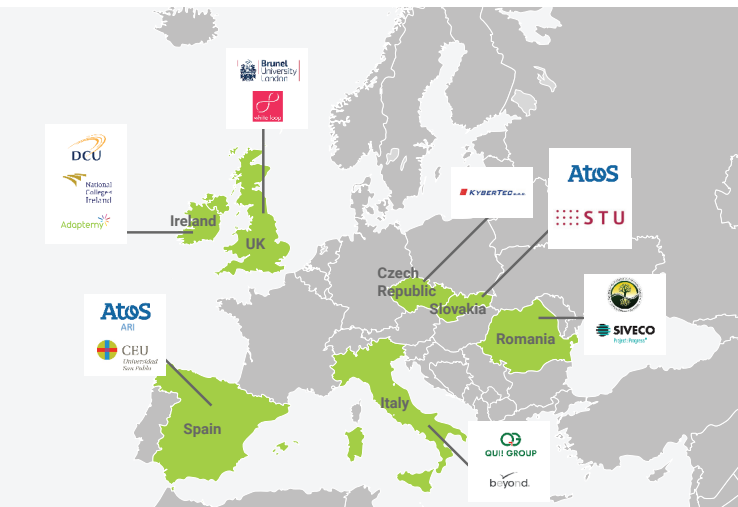 Brunel
University
London
white loop
DCU
National
College of
Ireland
Adaptemy
Ireland
UK
KYBERTEC s.r.o.
Atos
STU
Czech
Republic
Slovakia
SIVECO
Project: Progress
Romania
Atos
ARI
CEU
Universidad
San Pablo
Spain
Italy
QUI! GROUP
beyond.